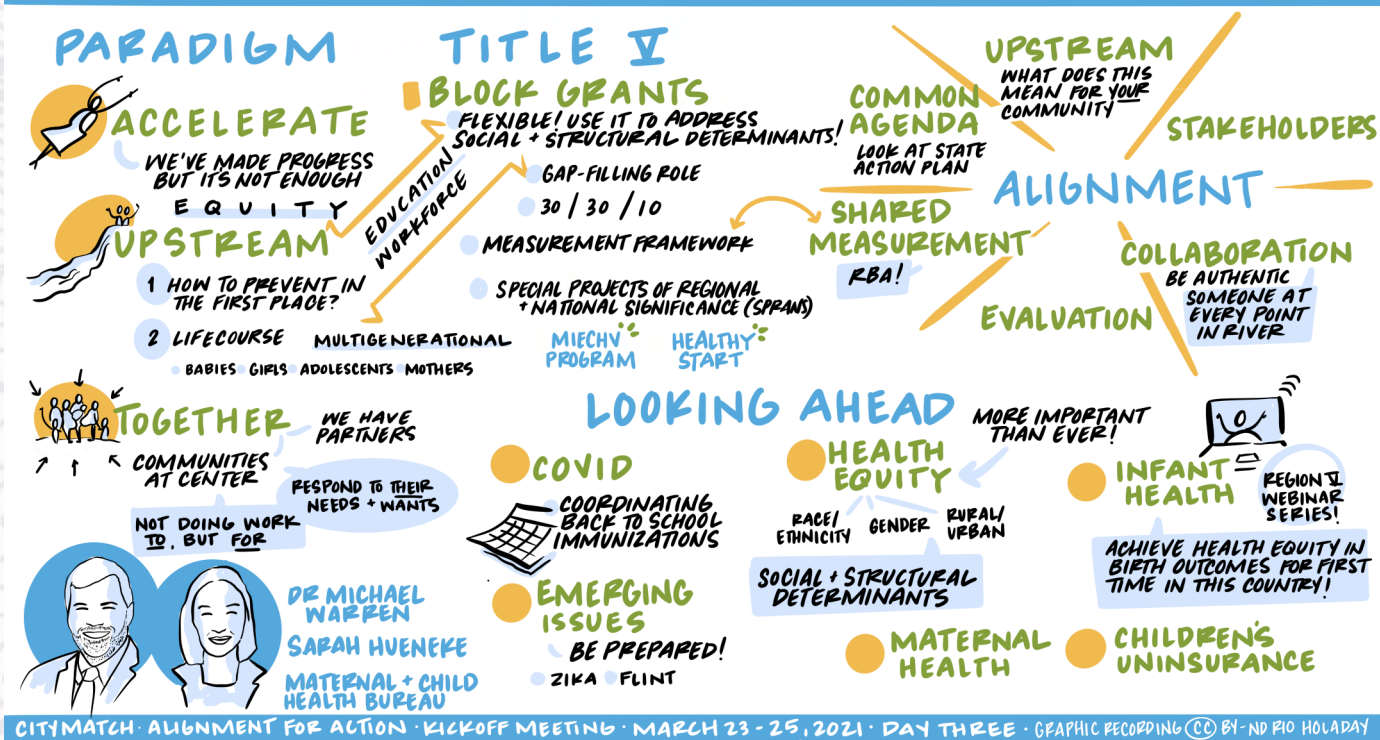 PARADIGM
ACCELERATE
WE'VE MADE PROGRESS
BUT IT'S NOT ENOUGH
EQUITY
UPSTREAM
1 HOW TO PREVENT IN
THE FIRST PLACE?
2 LIFECOURSE
MULTIGENERATIONAL
BABIES GIRLS ADOLESCENTS MOTHERS
TOGETHER
WE HAVE
PARTNERS
COMMUNITIES
AT CENTER
RESPOND TO THEIR
NEEDS + WANTS
NOT DOING WORK
TO, BUT FOR
DR MICHAEL
WARREN
SARAH HUENEKE
MATERNAL + CHILD
HEALTH BUREAU
TITLE V
BLOCK GRANTS
FLEXIBLE! USE IT TO ADDRESS
SOCIAL + STRUCTURAL DETERMINANTS!
EDUCATION
WORKFORCE
GAP-FILLING ROLE
30 / 30 / 10
MEASUREMENT FRAMEWORK
SPECIAL PROJECTS OF REGIONAL
+ NATIONAL SIGNIFICANCE (SPRANS)
MIECHV
PROGRAM
HEALTHY
START
ALIGNMENT
UPSTREAM
WHAT DOES THIS
MEAN FOR YOUR
COMMUNITY
COMMON
AGENDA
LOOK AT STATE
ACTION PLAN
STAKEHOLDERS
SHARED
MEASUREMENT
RBA!
EVALUATION
COLLABORATION
BE AUTHENTIC
SOMEONE AT
EVERY POINT
IN RIVER
LOOKING AHEAD
COVID
COORDINATING
BACK TO SCHOOL
IMMUNIZATIONS
EMERGING
ISSUES
BE PREPARED!
ZIKA FLINT
HEALTH
EQUITY
MORE IMPORTANT
THAN EVER!
RACE/
ETHNICITY
GENDER
RURAL/
URBAN
SOCIAL + STRUCTURAL
DETERMINANTS
INFANT
HEALTH
REGION V
WEBINAR
SERIES!
ACHIEVE HEALTH EQUITY IN
BIRTH OUTCOMES FOR FIRST
TIME IN THIS COUNTRY!
MATERNAL
HEALTH
CHILDREN'S
UNINSURANCE
CITYMATCH · ALIGNMENT FOR ACTION · KICKOFF MEETING · MARCH 23-25, 2021 · DAY THREE · GRAPHIC RECORDING CC BY-ND RIO HOLADAY